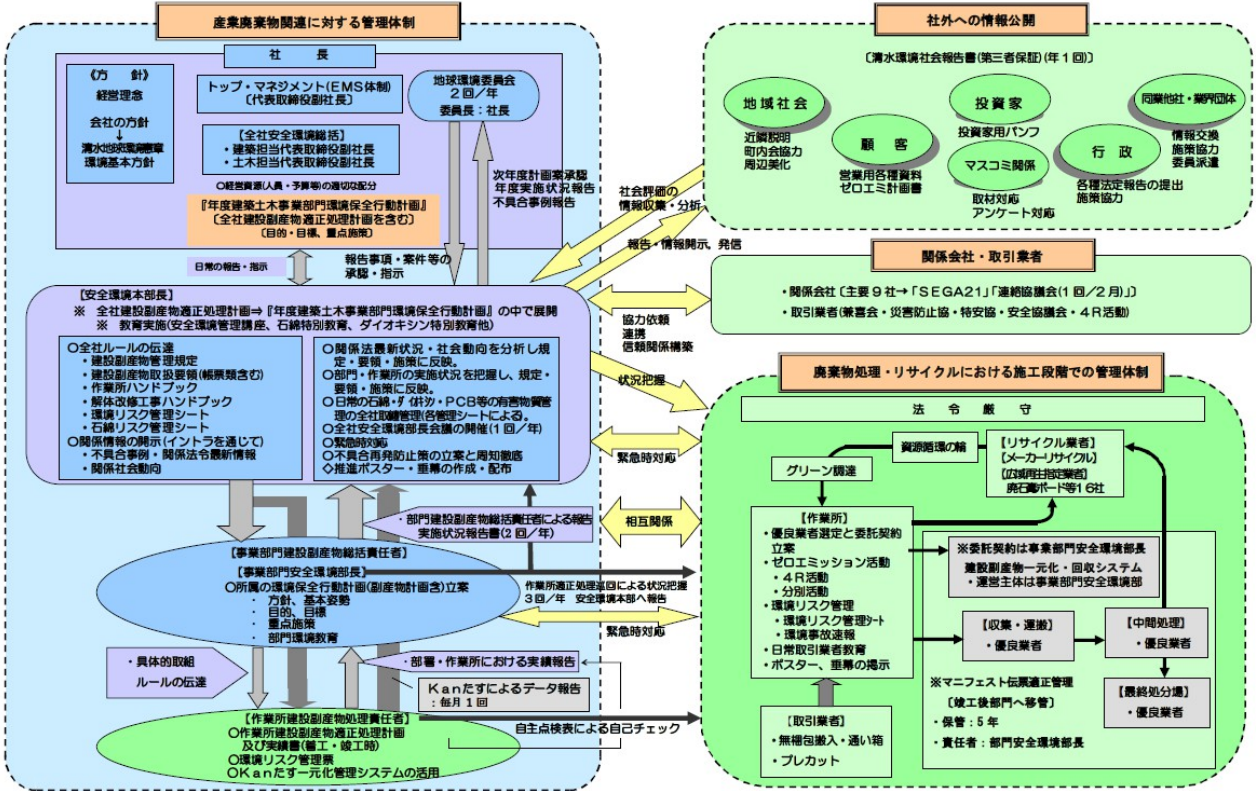 産業廃棄物関連に対する管理体制
社　長
《方　針》
経営理念
会社の方針
↓
清水地球環境憲章
環境基本方針
トップ・マネジメント(ＥＭＳ体制)
〔代表取締役副社長〕
【全社安全環境総括】
・建築担当代表取締役副社長
・土木担当代表取締役副社長
地球環境委員会
２回／年
委員長：社長
○経営資源(人員・予算等)の適切な配分
『年度建築土木事業部門環境保全行動計画』
〔全社建設副産物適正処理計画を含む〕
〔目的・目標、重点施策〕
次年度計画案承認
年度実施状況報告
不具合事例報告
日常の報告・指示
報告事項・案件等の
承認・指示
【安全環境本部長】
※　全社建設副産物適正処理計画⇒『年度建築土木事業部門環境保全行動計画』の中で展開
※　教育実施(安全環境管理講座、石綿特別教育、ダイオキシン特別教育他)
○全社ルールの伝達
・建設副産物管理規定
・建設副産物取扱要領(帳票類含む)
・作業所ハンドブック
・解体改修工事ハンドブック
・環境リスク管理シート
・石綿リスク管理シート
○関係情報の開示(イントラを通じて)
・不具合事例・関係法令最新情報
・関係社会動向
○関係法最新状況・社会動向を分析し規
定・要領・施策に反映。
○部門・作業所の実施状況を把握し、規定・
要領・施策に反映。
○日常の石綿・ダイオキシン・ＰＣＢ等の有害物質管
理の全社取纏管理(各管理シートによる。
○全社安全環境部長会議の開催(１回／年)
○緊急時対応
○不具合再発防止策の立案と周知徹底
◇推進ポスター・垂幕の作成・配布
・部門建設副産物総括責任者による報告
実施状況報告書(２回／年)
【事業部門建設副産物総括責任者】
【事業部門安全環境部長】
○所属の環境保全行動計画(副産物計画含)立案
・　方針、基本姿勢
・　目的、目標
・　重点施策
・　部門環境教育
作業所適正処理巡回による状況把握
３回／年　安全環境本部へ報告
緊急時対応
・具体的取組
ルールの伝達
・部署・作業所における実績報告
Ｋａｎたすによるデータ報告
：毎月１回
【作業所建設副産物処理責任者】
○作業所建設副産物適正処理計画
及び実績書(着工・竣工時)
○環境リスク管理票
○Ｋａｎたす一元化管理システムの活用
自主点検表による自己チェック
社外への情報公開
〔清水環境社会報告書(第三者保証)(年１回)〕
地域社会
近隣説明
町内会協力
周辺美化
顧　客
営業用各種資料
ゼロエミ計画書
投資家
投資家用パンフ
マスコミ関係
取材対応
アンケート対応
行　政
各種法定報告の提出
施策協力
同業他社・業界団体
情報交換
施策協力
委員派遣
社会評価の
情報収集・分析
報告・情報開示、発信
関係会社・取引業者
・関係会社〔主要９社→「ＳＥＧＡ２１」「連絡協議会(１回／２月)」〕
・取引業者(兼喜会・災害防止協・特安協・安全協議会・４Ｒ活動)
協力依頼
連携
信頼関係構築
状況把握
緊急時対応
相互関係
廃棄物処理・リサイクルにおける施工段階での管理体制
法　令　厳　守
資源循環の輪
グリーン調達
【リサイクル業者】
【メーカーリサイクル】
【広域再生指定業者】
廃石膏ボード等１６社
【作業所】
・優良業者選定と委託契約
立案
・ゼロエミッション活動
・４Ｒ活動
・分別活動
・環境リスク管理
・環境リスク管理シート
・環境事故速報
・日常取引業者教育
・ポスター、垂幕の掲示
※委託契約は事業部門安全環境部長
建設副産物一元化・回収システム
・運営主体は事業部門安全環境部
【収集・運搬】
・優良業者
【中間処理】
・優良業者
【最終処分場】
・優良業者
※マニフェスト伝票適正管理
〔竣工後部門へ移管〕
・保管：５年
・責任者：部門安全環境部長
【取引業者】
・無梱包搬入・通い箱
・プレカット